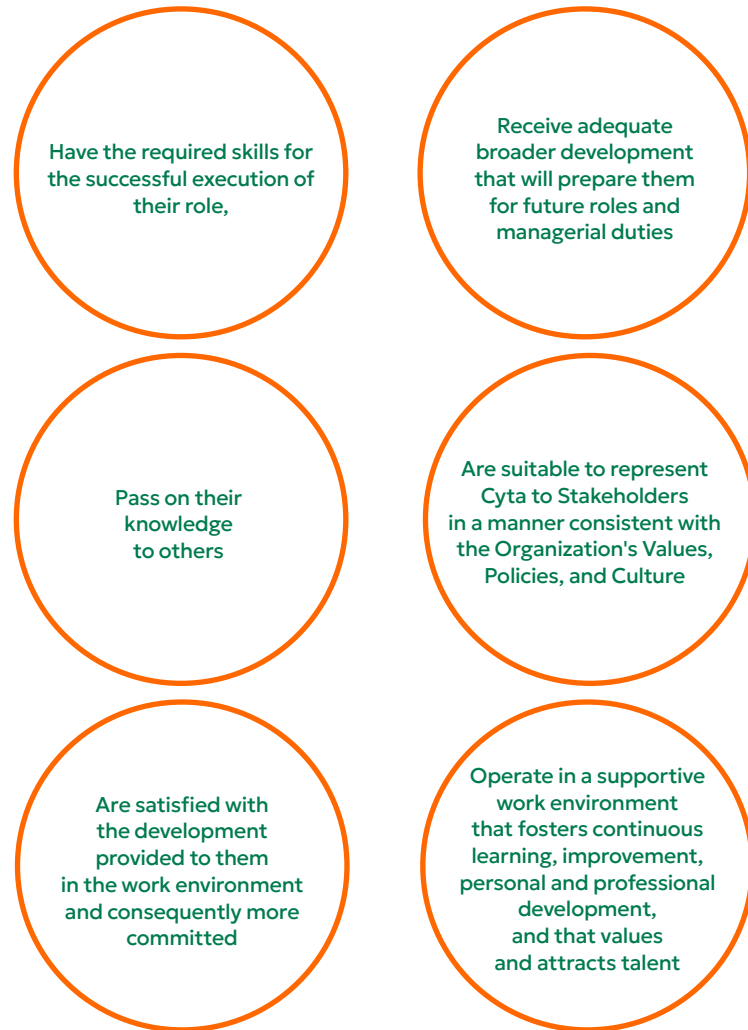 Have the required skills for
the successful execution of
their role,
Receive adequate
broader development
that will prepare them
for future roles and
managerial duties
Pass on their
knowledge
to others
Are suitable to represent
Cyta to Stakeholders
in a manner consistent with
the Organization's Values,
Policies, and Culture
Are satisfied with
the development
provided to them
in the work environment
and consequently more
committed
Operate in a supportive
work environment
that fosters continuous
learning, improvement,
personal and professional
development,
and that values
and attracts talent